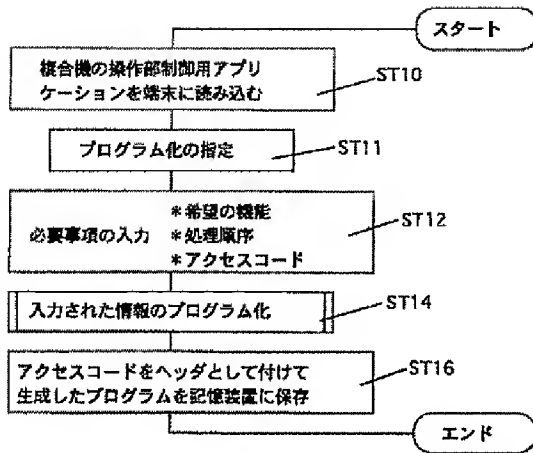 スタート
複合機の操作部制御用アプリ
ケーションを端末に読み込む
ST10
プログラム化の指定
ST11
必要事項の入力
*希望の機能
*処理順序
*アクセスコード
ST12
入力された情報のプログラム化
ST14
アクセスコードをヘッダとして付けて
生成したプログラムを記憶装置に保存
ST16
エンド